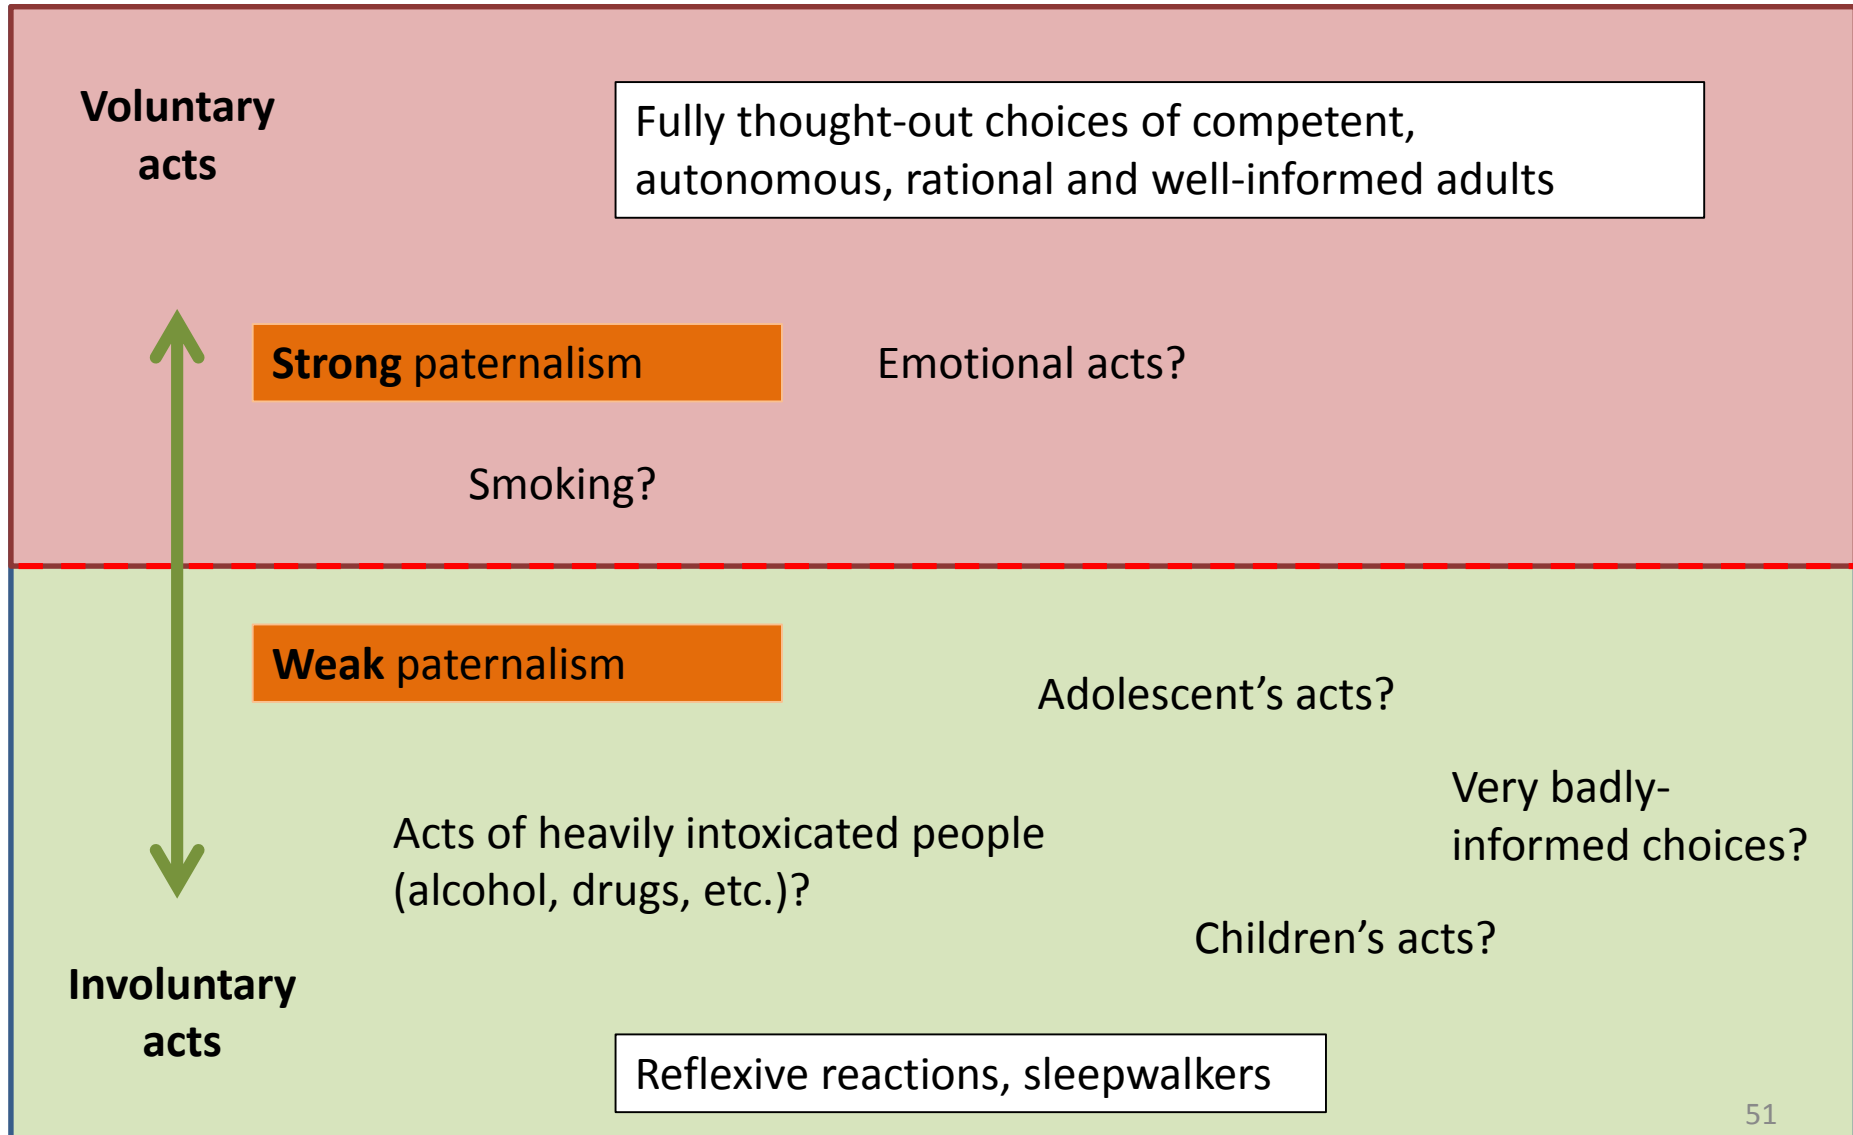 Voluntary
acts
Fully thought-out choices of competent,
autonomous, rational and well-informed adults
Strong paternalism
Emotional acts?
Smoking?
Weak paternalism
Adolescent’s acts?
Very badly-
informed choices?
Acts of heavily intoxicated people
(alcohol, drugs, etc.)?
Children’s acts?
Involuntary
acts
Reflexive reactions, sleepwalkers
51